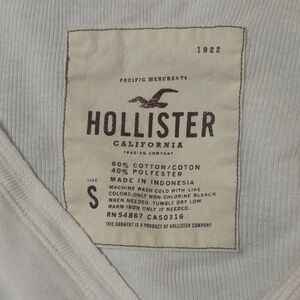 1922
PACIFIC MERCHANTS
HOLLISTER
CALIFORNIA
TRADING COMPANY
60% COTTON/COTON
40% POLYESTER
MADE IN INDONESIA
SIZE
S
MACHINE WASH COLD WITH LIKE
COLORS, ONLY NON-CHLORINE BLEACH
WHEN NEEDED. TUMBLE DRY LOW.
WARM IRON ONLY IF NEEDED.
RN 54867 CA50316
THIS GARMENT IS A PRODUCT OF HOLLISTER COMPANY